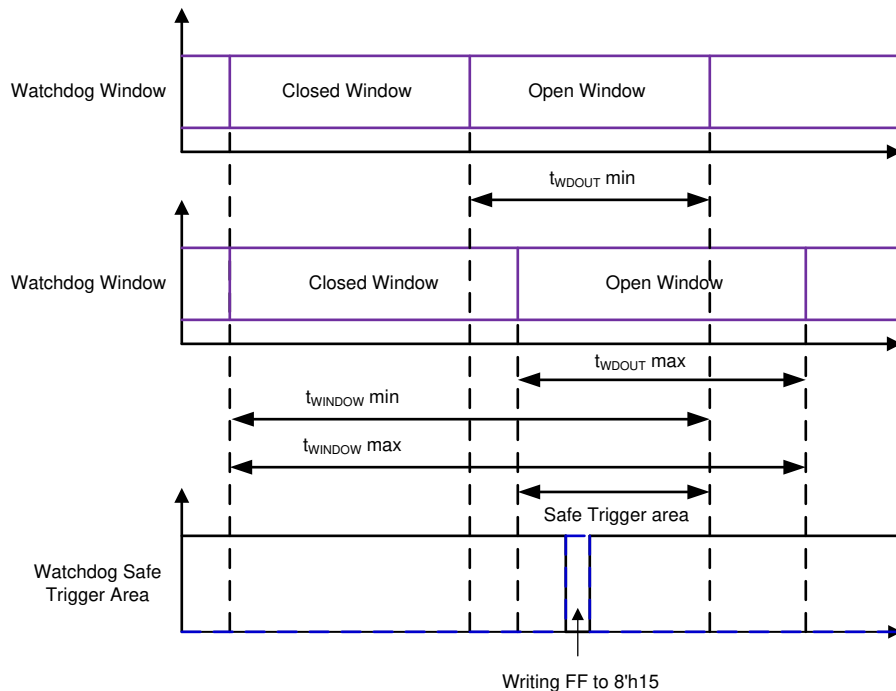 Watchdog Window
Closed Window
Open Window
tWDOUT min
Watchdog Window
Closed Window
Open Window
tWDOUT max
tWINDOW min
tWINDOW max
Safe Trigger area
Watchdog Safe
Trigger Area
Writing FF to 8'h15